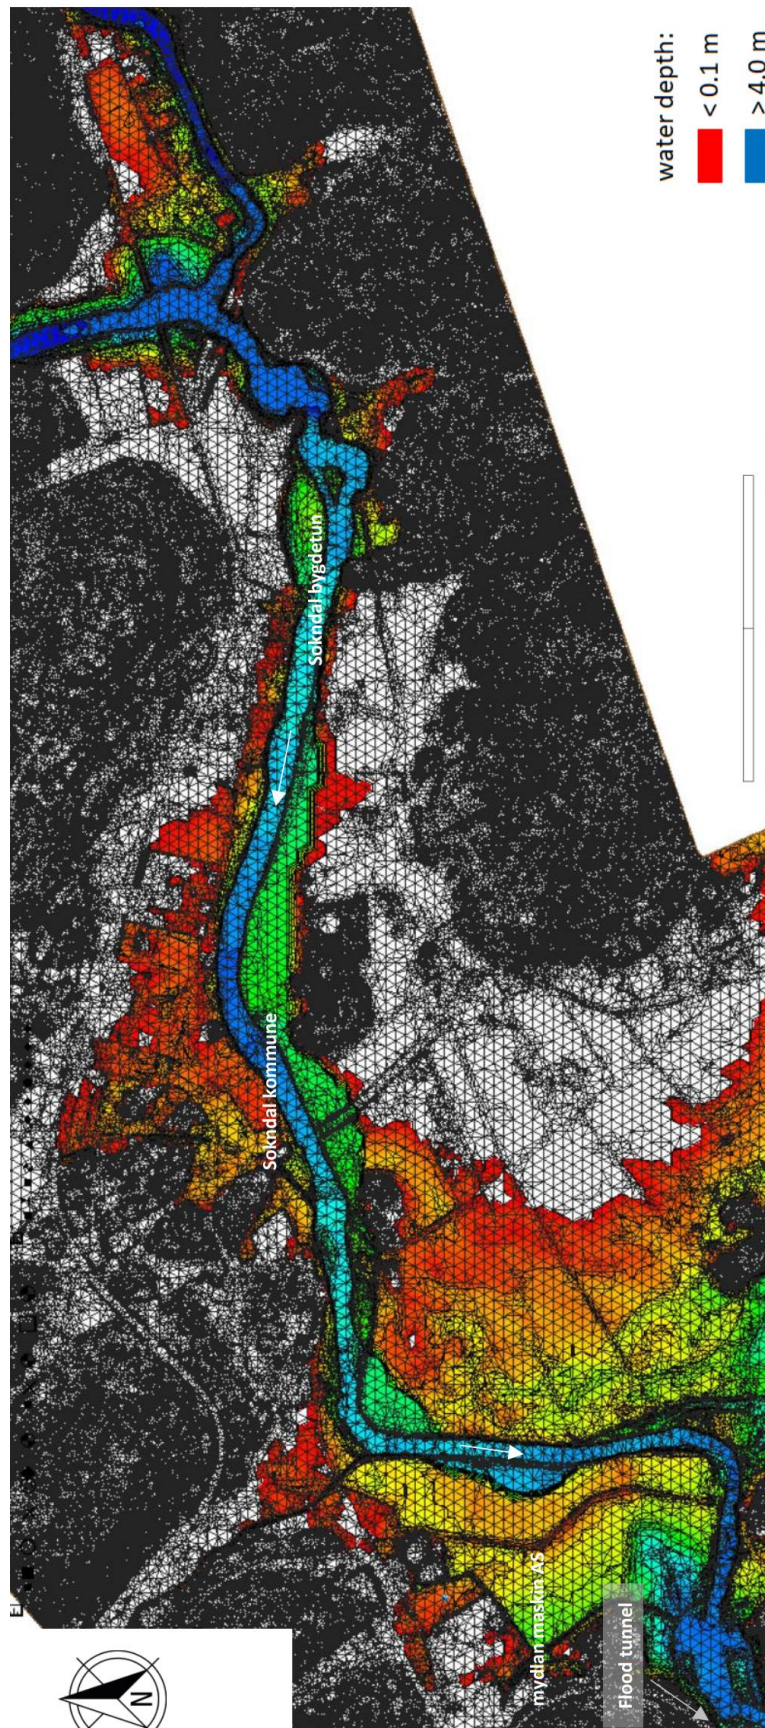 water depth:
< 0.1 m
> 4.0 m
Sokndal bygdetun
Sokndal kommune
mydlan maskin AS
Flood tunnel
N